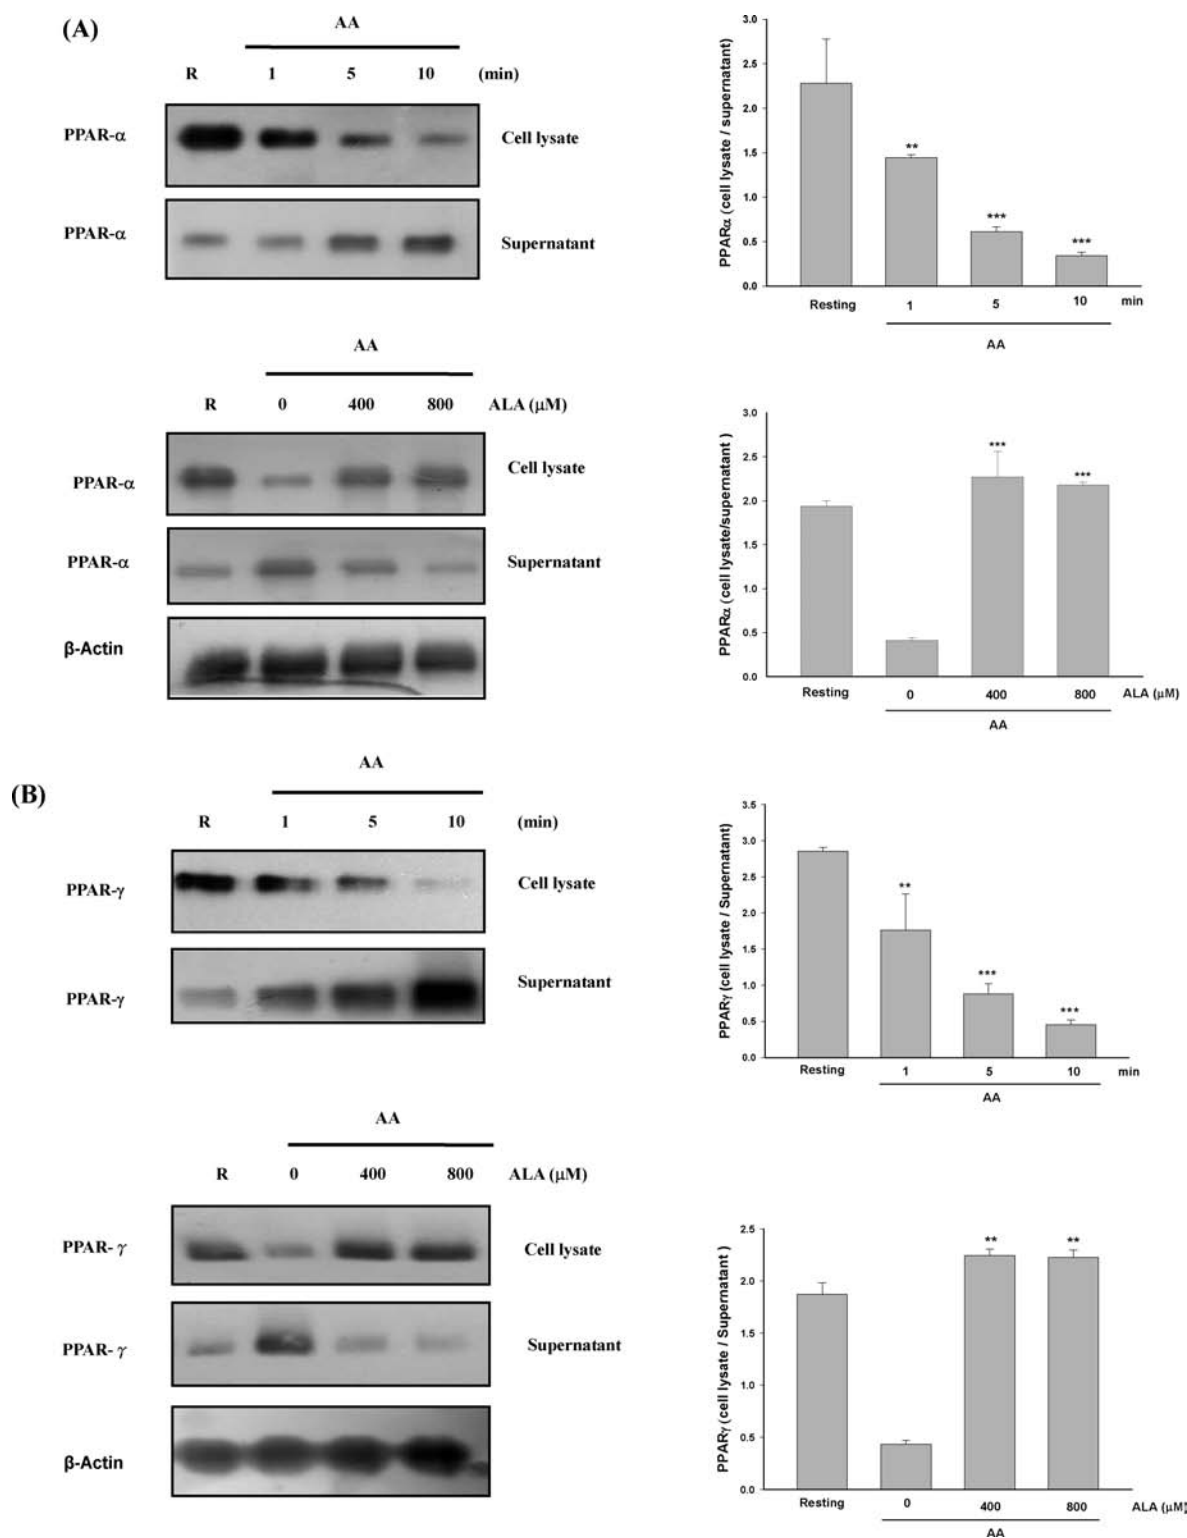 (A)
AA
R 1 5 10 (min)
PPAR-α Cell lysate
PPAR-α Supernatant
PPARα (cell lysate / supernatant)
3.0
2.5
2.0
1.5
1.0
0.5
0.0
**
***
***
Resting 1 5 10 min
AA
AA
R 0 400 800 ALA (μM)
PPAR-α Cell lysate
PPAR-α Supernatant
β-Actin
PPARα (cell lysate/supernatant)
3.0
2.5
2.0
1.5
1.0
0.5
0.0
***
***
Resting 0 400 800 ALA (μM)
AA
(B)
AA
R 1 5 10 (min)
PPAR-γ Cell lysate
PPAR-γ Supernatant
PPARγ (cell lysate / Supernatant)
3.5
3.0
2.5
2.0
1.5
1.0
0.5
0.0
**
***
***
Resting 1 5 10 min
AA
AA
R 0 400 800 ALA (μM)
PPAR- γ Cell lysate
PPAR- γ Supernatant
β-Actin
PPARγ (cell lysate / Supernatant)
2.5
2.0
1.5
1.0
0.5
0.0
**
**
Resting 0 400 800 ALA (μM)
AA